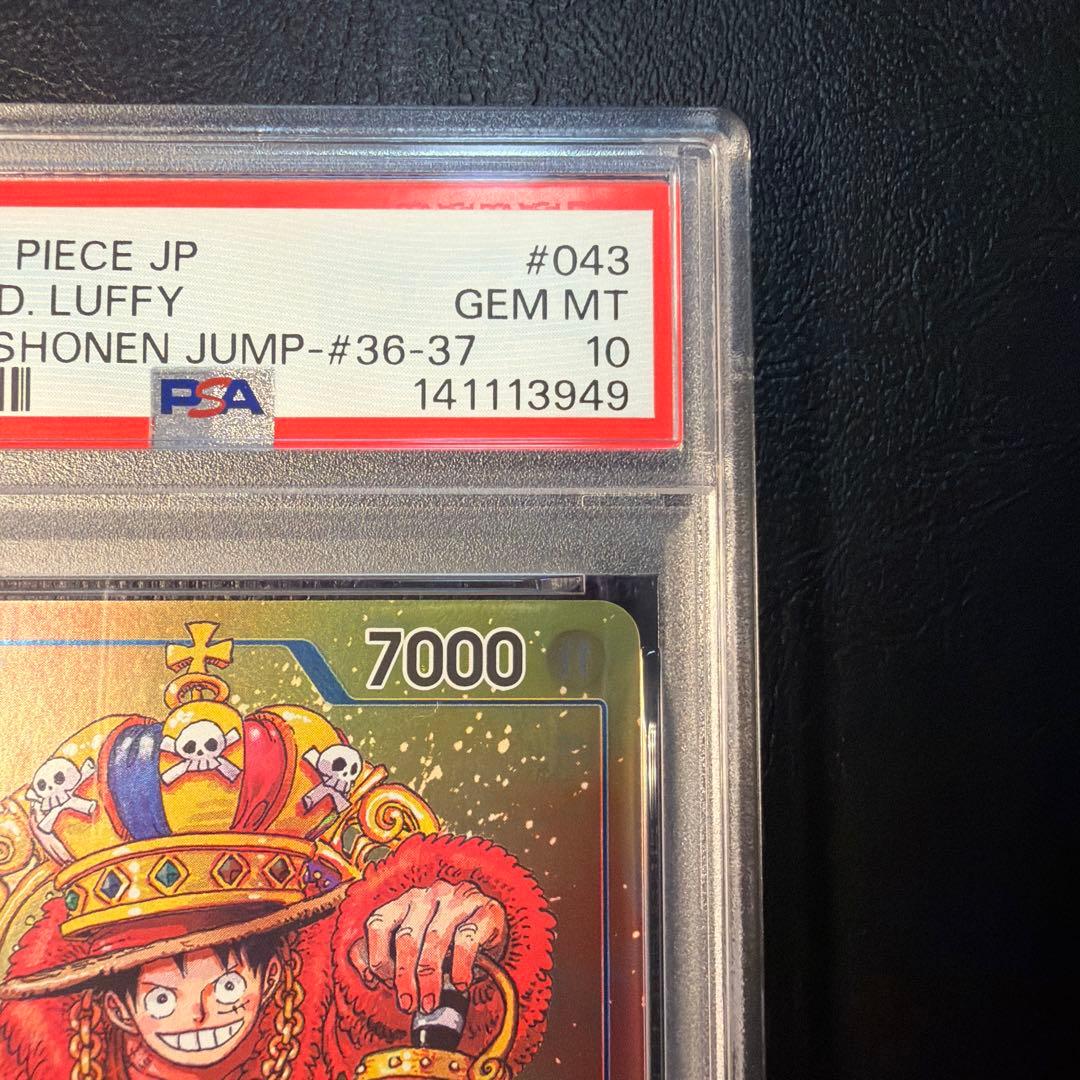 PIECE JP #043
D. LUFFY GEM MT
SHONEN JUMP-#36-37 10
PSA 141113949
7000